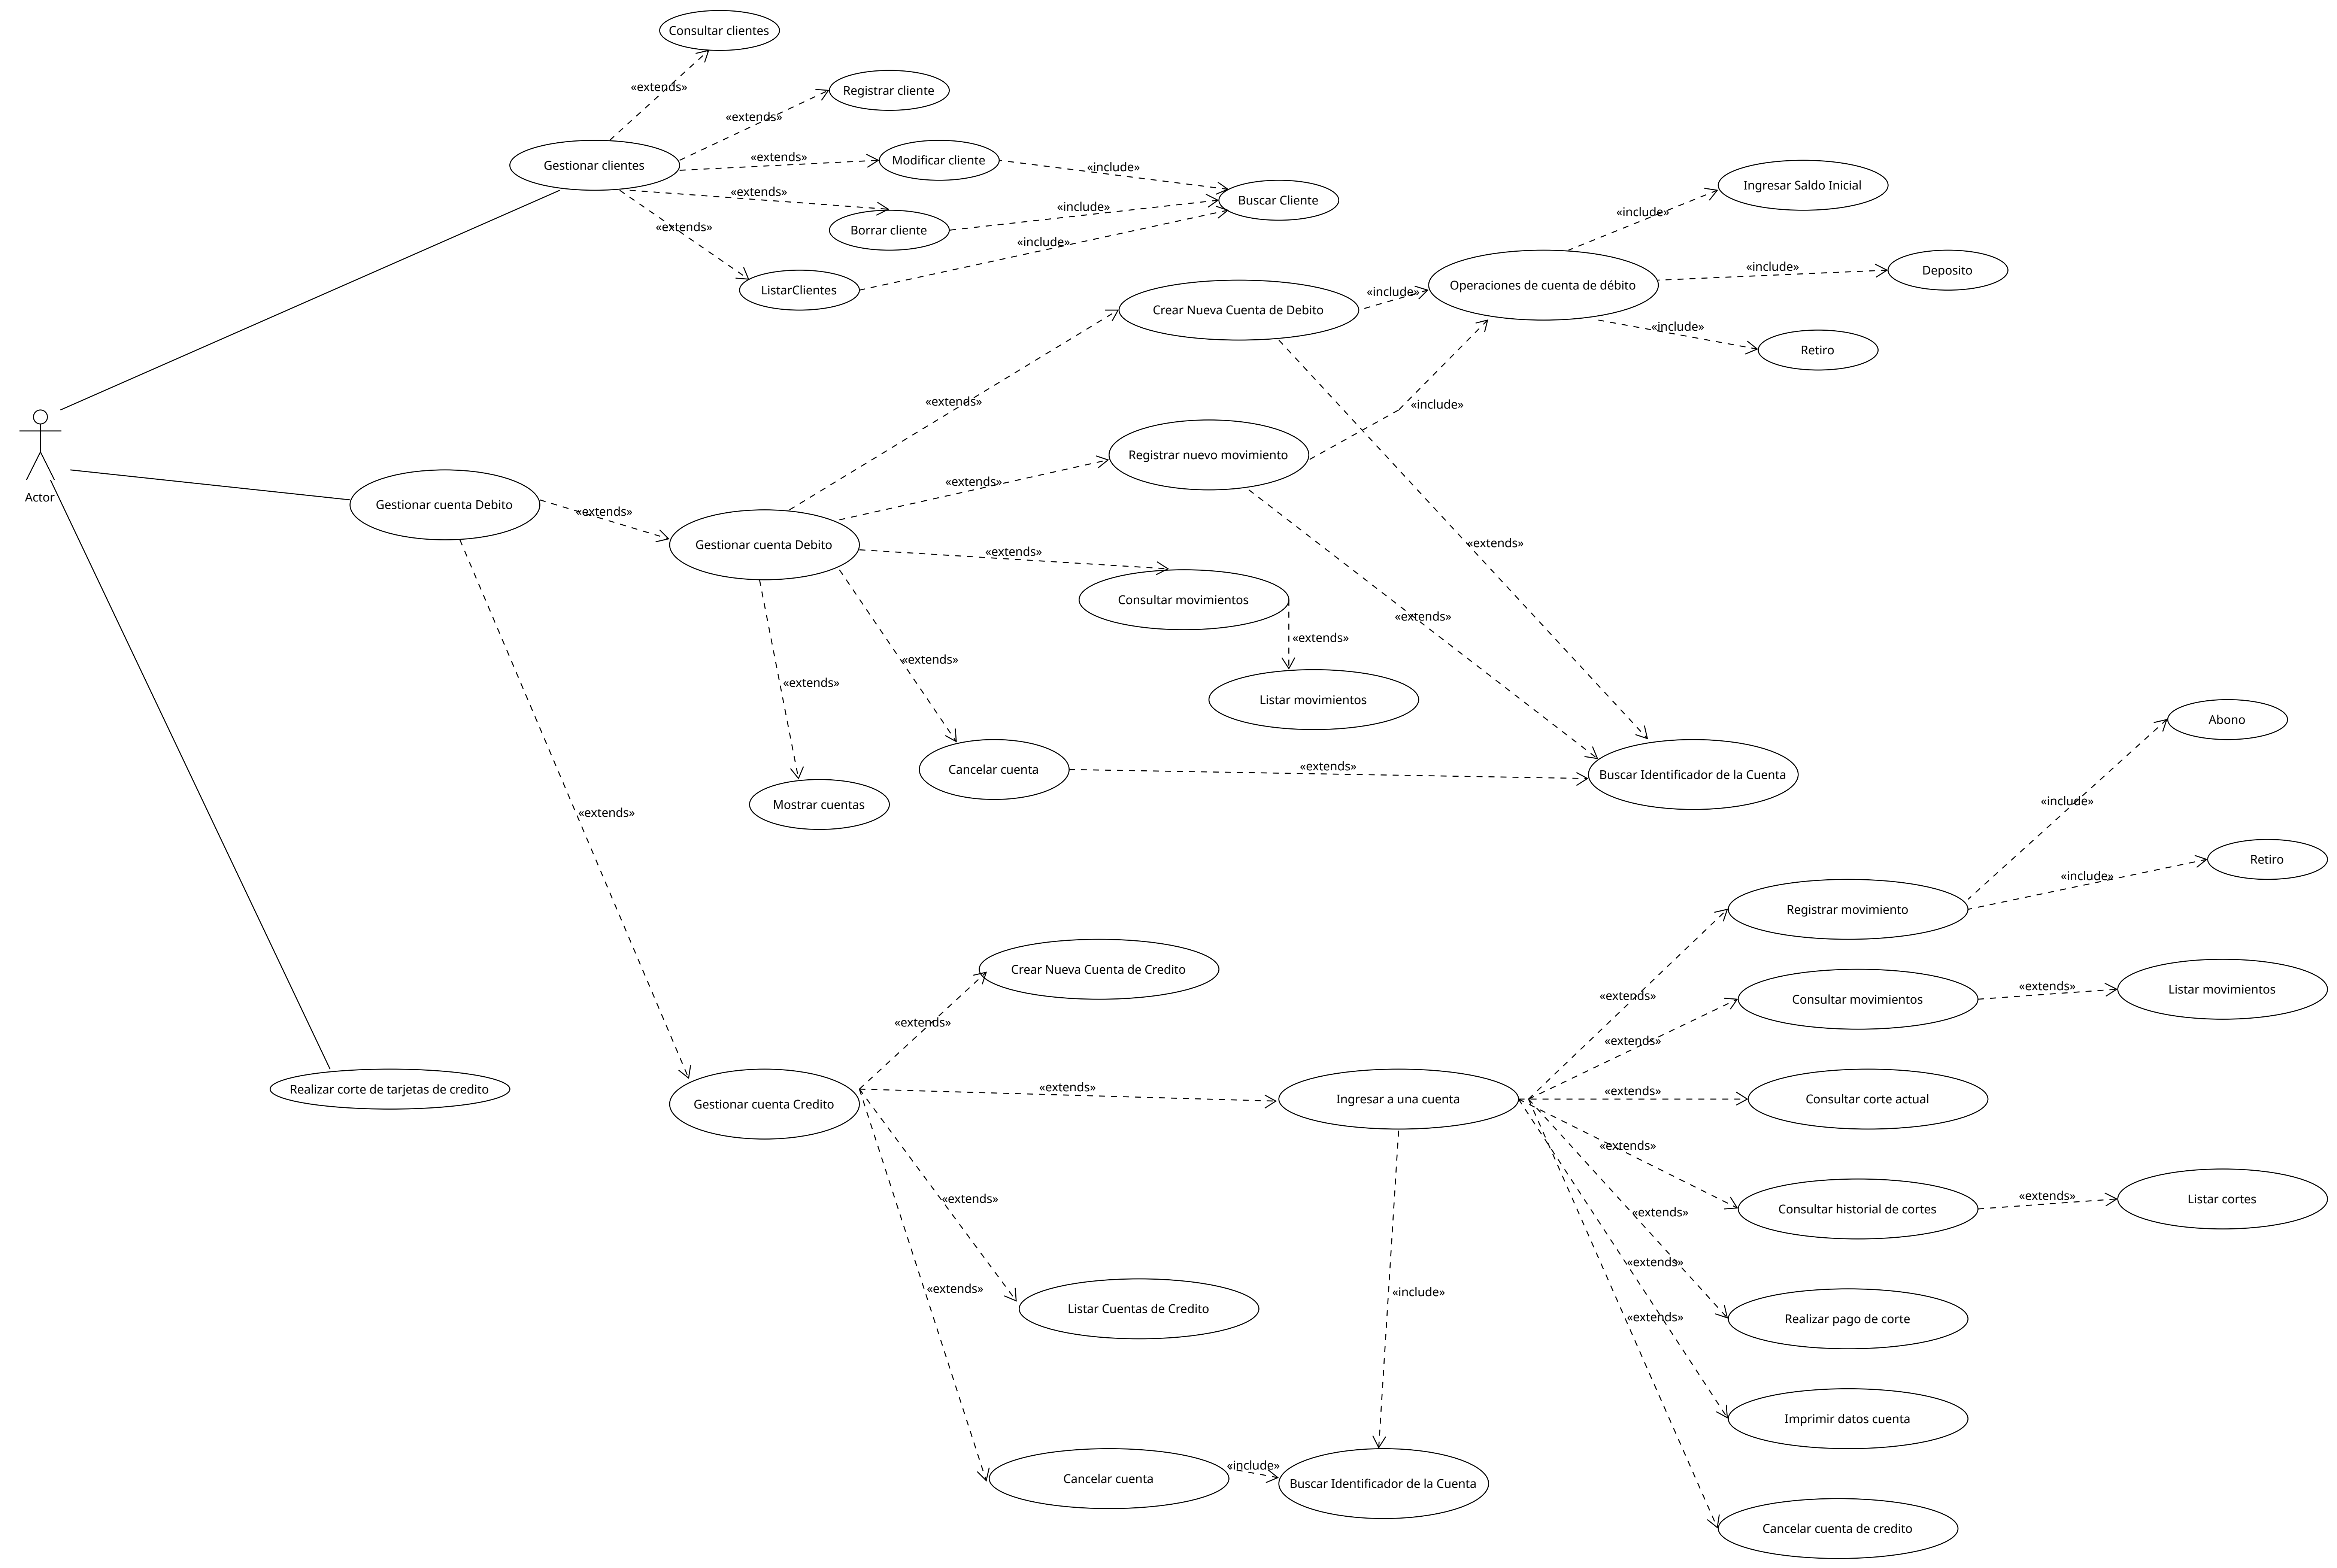 Consultar clientes
«extends»
Registrar cliente
«extends»
Gestionar clientes
«extends»
Modificar cliente
«include»
«extends»
Buscar Cliente
Ingresar Saldo Inicial
«include»
«include»
«extends»
Borrar cliente
«include»
ListarClientes
Deposito
«include»
Operaciones de cuenta de débito
Crear Nueva Cuenta de Debito
«include»
«include»
Retiro
«extends»
«include»
Actor
Registrar nuevo movimiento
«extends»
Gestionar cuenta Debito
«extends»
Gestionar cuenta Debito
«extends»
«extends»
Consultar movimientos
«extends»
«extends»
«extends»
«extends»
Listar movimientos
Abono
Cancelar cuenta
«extends»
Buscar Identificador de la Cuenta
Mostrar cuentas
«extends»
«include»
Retiro
«include»
Registrar movimiento
Crear Nueva Cuenta de Credito
«extends»
«extends»
Consultar movimientos
«extends»
Listar movimientos
«extends»
Realizar corte de tarjetas de credito
Gestionar cuenta Credito
«extends»
Ingresar a una cuenta
«extends»
Consultar corte actual
«extends»
Consultar historial de cortes
«extends»
Listar cortes
«extends»
«extends»
«extends»
«include»
«extends»
Listar Cuentas de Credito
«extends»
Realizar pago de corte
Imprimir datos cuenta
Cancelar cuenta
«include»
Buscar Identificador de la Cuenta
Cancelar cuenta de credito